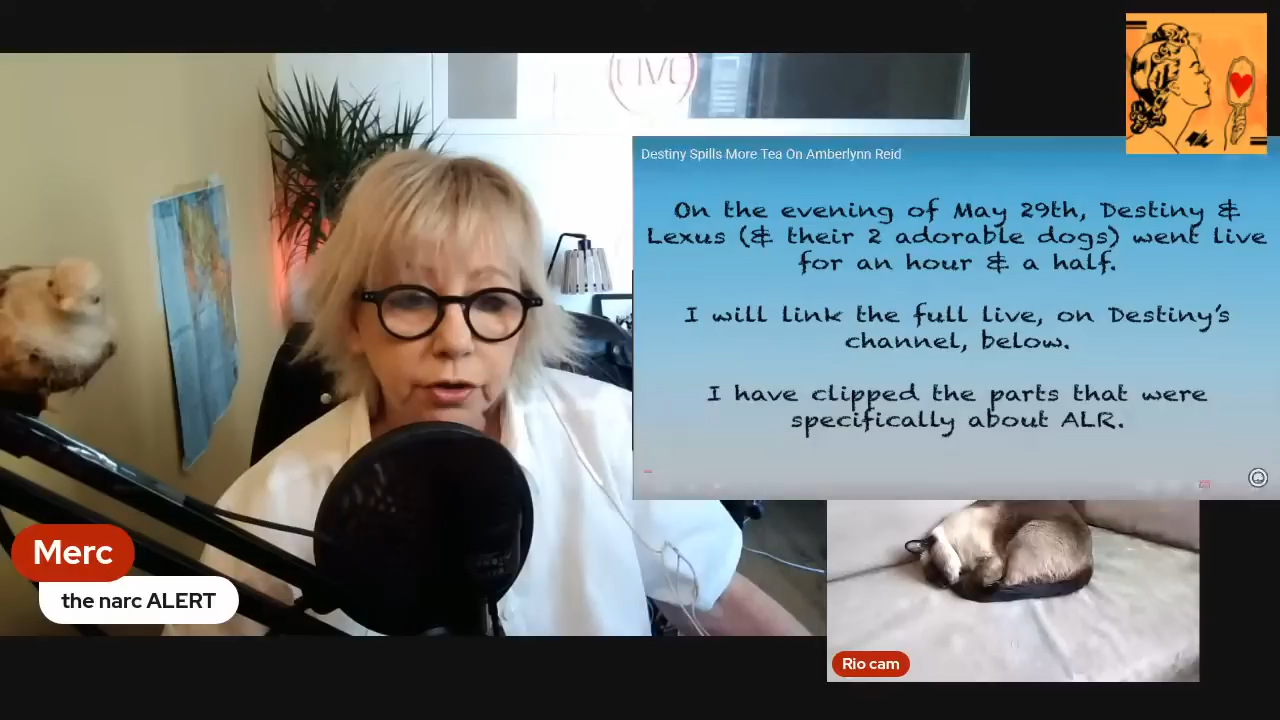 Destiny Spills More Tea On Amberlynn Reid
On the evening of May 29th, Destiny &
Lexus (& their 2 adorable dogs) went live
for an hour & a half.
I will link the full live, on Destiny's
channel, below.
I have clipped the parts that were
specifically about ALR.
Merc
the narc ALERT
Rio cam